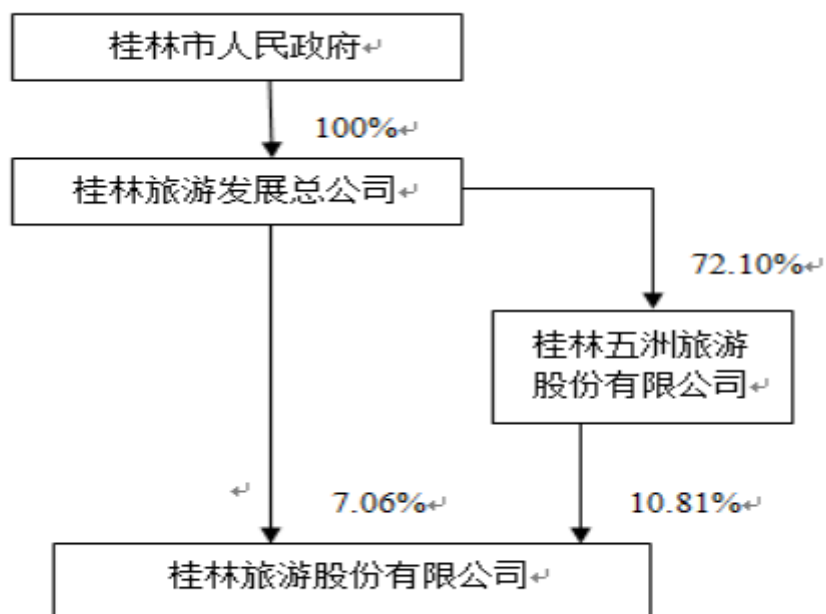 桂林市人民政府
100%
桂林旅游发展总公司
72.10%
桂林五洲旅游
股份有限公司
7.06%
10.81%
桂林旅游股份有限公司